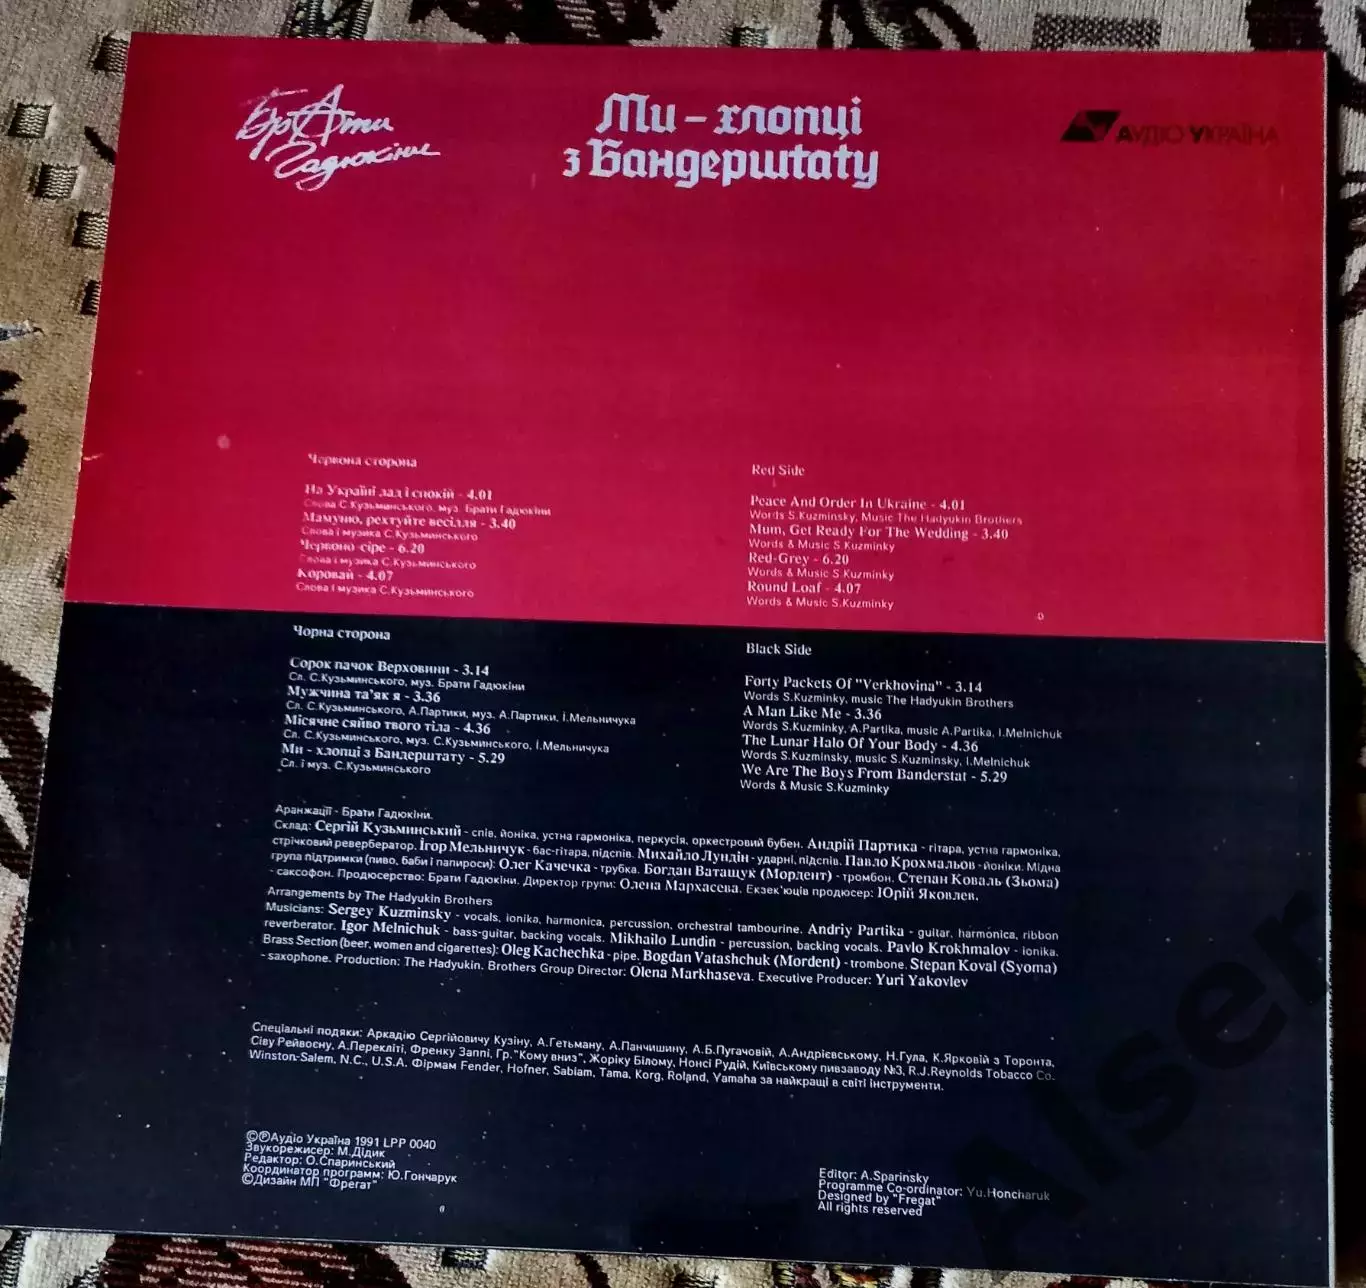 Брати
Гадюкіни
Ми - хлопці
з Бандерштату
АУДІО УКРАЇНА
Червона сторона
На Україні лад і спокій - 4.01
Слова С.Кузьминського, муз. Брати Гадюкіни
Мамуню, рехтуйте весілля - 3.40
Слова і музика С.Кузьминського
Червоно-сіре - 6.20
Слова і музика С.Кузьминського
Коровай - 4.07
Слова і музика С.Кузьминського
Red Side
Peace And Order In Ukraine - 4.01
Words S.Kuzminsky, Music The Hadyukin Brothers
Mum, Get Ready For The Wedding - 3.40
Words & Music S.Kuzminky
Red-Grey - 6.20
Words & Music S.Kuzminky
Round Loaf - 4.07
Words & Music S.Kuzminky
Чорна сторона
Сорок пачок Верховини - 3.14
Сл. С.Кузьминського, муз. Брати Гадюкіни
Мужчина та'як я - 3.36
Сл. С.Кузьминського, А.Партики, муз. А.Партики, І.Мельничука
Місячне сяйво твого тіла - 4.36
Сл. С.Кузьминського, муз. С.Кузьминського, І.Мельничука
Ми - хлопці з Бандерштату - 5.29
Сл. і муз. С.Кузьминського
Black Side
Forty Packets Of "Verkhovina" - 3.14
Words S.Kuzminky, music The Hadyukin Brothers
A Man Like Me - 3.36
Words S.Kuzminky, A.Partika, music A.Partika, I.Melnichuk
The Lunar Halo Of Your Body - 4.36
Words S.Kuzminsky, music S.Kuzminsky, I.Melnichuk
We Are The Boys From Banderstat - 5.29
Words & Music S.Kuzminky
Аранжації - Брати Гадюкіни.
Склад: Сергій Кузьминський - спів, йоніка, устна гармоніка, перкусія, оркестровий бубен. Андрій Партика - гітара, устна гармоніка,
стрічковий ревербератор. Ігор Мельничук - бас-гітара, підспів. Михайло Лундін - ударні, підспів. Павло Крохмальов - йоніки. Мідна
група підтримки (пиво, баби і папироси): Олег Качечка - трубка. Богдан Ватащук (Мордент) - тромбон. Степан Коваль (Зьома)
- саксофон. Продюсерство: Брати Гадюкіни. Директор групи: Олена Мархасева. Екзек'юців продюсер: Юрій Яковлев.
Arrangements by The Hadyukin Brothers
Musicians: Sergey Kuzminsky - vocals, ionika, harmonica, percussion, orchestral tambourine. Andriy Partika - guitar, harmonica, ribbon
reverberator. Igor Melnichuk - bass-guitar, backing vocals. Mikhailo Lundin - percussion, backing vocals. Pavlo Krokhmalov - ionika.
Brass Section (beer, women and cigarettes): Oleg Kachechka - pipe. Bogdan Vatashchuk (Mordent) - trombone. Stepan Koval (Syoma)
- saxophone. Production: The Hadyukin. Brothers Group Director: Olena Markhaseva. Executive Producer: Yuri Yakovlev
Спеціальні подяки: Аркадію Сергійовичу Кузіну, А.Гетьману, А.Панчишину, А.Б.Пугачовій, А.Андрієвському, Н.Гула, К.Ярковій з Торонта,
Сіву Рейвосну, А.Перекліті, Френку Заппі, Гр."Кому вниз", Жоріку Білому, Нонсі Рудій, Київському пивзаводу №3, R.J.Reynolds Tobacco Co.
Winston-Salem, N.C., U.S.A. Фірмам Fender, Hofner, Sabiam, Tama, Korg, Roland, Yamaha за найкращі в світі інструменти.
©℗Аудіо Україна 1991 LPP 0040
Звукорежисер: М.Дідик
Редактор: О.Спаринський
Координатор программ: Ю.Гончарук
©Дизайн МП "Фрегат"
Editor: A.Sparinsky
Programme Co-ordinator: Yu.Honcharuk
Designed by "Fregat"
All rights reserved
Alser